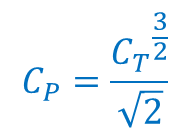 C_P = C_T^{3/2} / √2